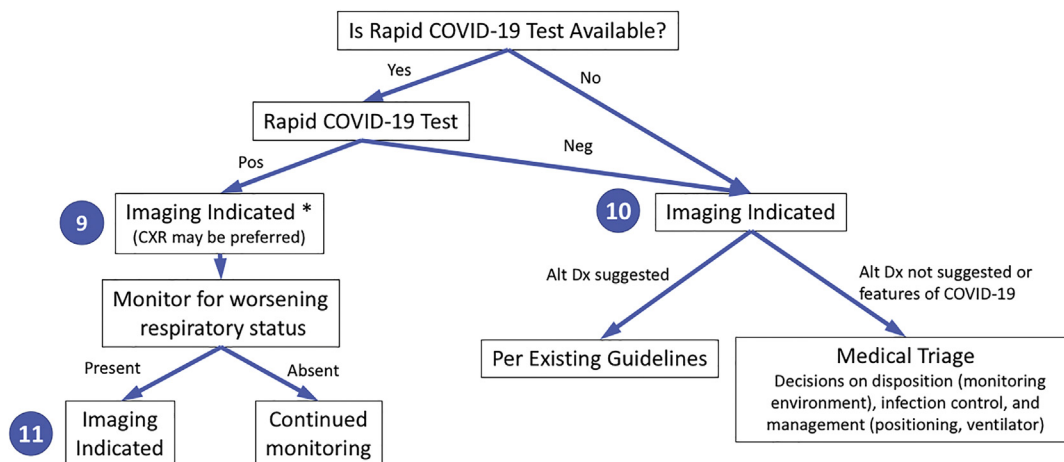 Is Rapid COVID-19 Test Available?
Yes
No
Rapid COVID-19 Test
Pos
Neg
9
Imaging Indicated *
(CXR may be preferred)
10
Imaging Indicated
Alt Dx suggested
Alt Dx not suggested or
features of COVID-19
Monitor for worsening
respiratory status
Per Existing Guidelines
Medical Triage
Decisions on disposition (monitoring
environment), infection control, and
management (positioning, ventilator)
Present
Absent
11
Imaging
Indicated
Continued
monitoring